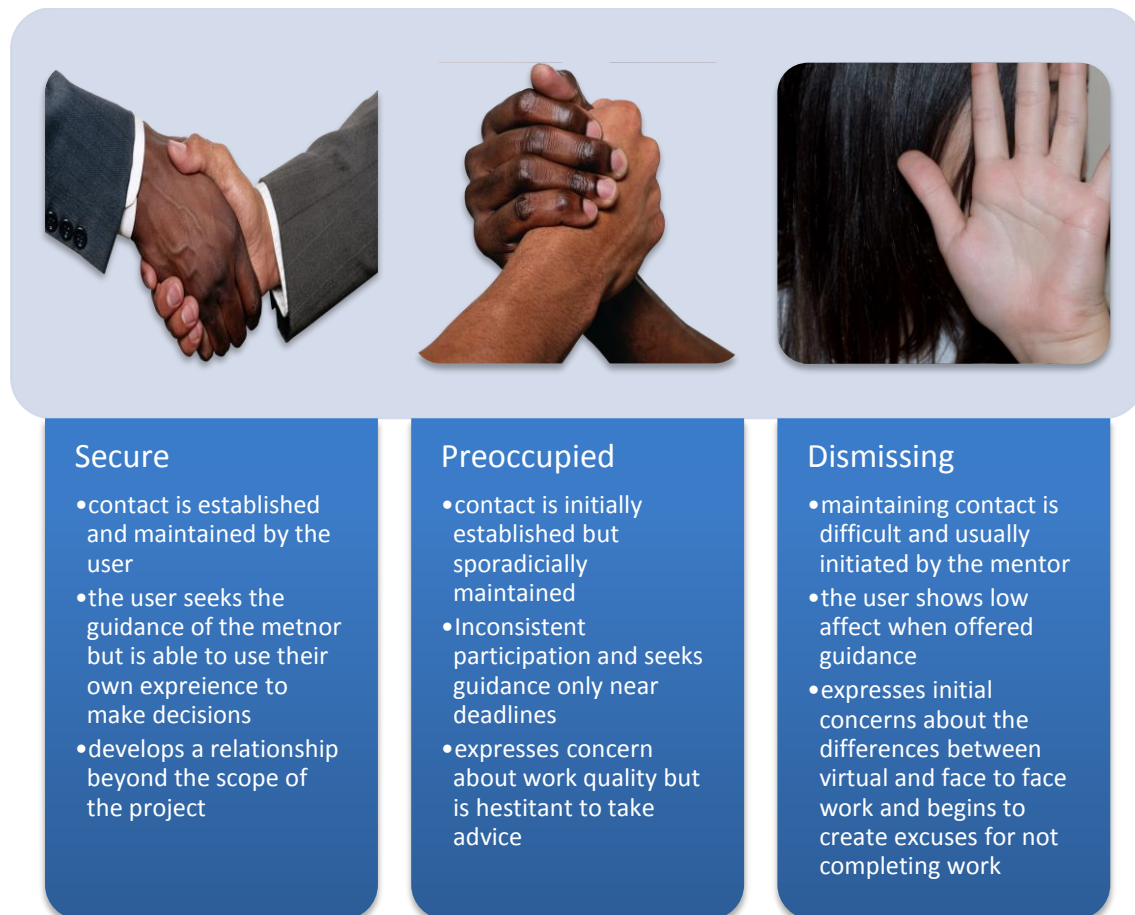 Secure
•contact is established
and maintained by the
user
•the user seeks the
guidance of the metnor
but is able to use their
own expreience to
make decisions
•develops a relationship
beyond the scope of
the project
Preoccupied
•contact is initially
established but
sporadicially
maintained
•Inconsistent
participation and seeks
guidance only near
deadlines
•expresses concern
about work quality but
is hestitant to take
advice
Dismissing
•maintaining contact is
difficult and usually
initiated by the mentor
•the user shows low
affect when offered
guidance
•expresses initial
concerns about the
differences between
virtual and face to face
work and begins to
create excuses for not
completing work